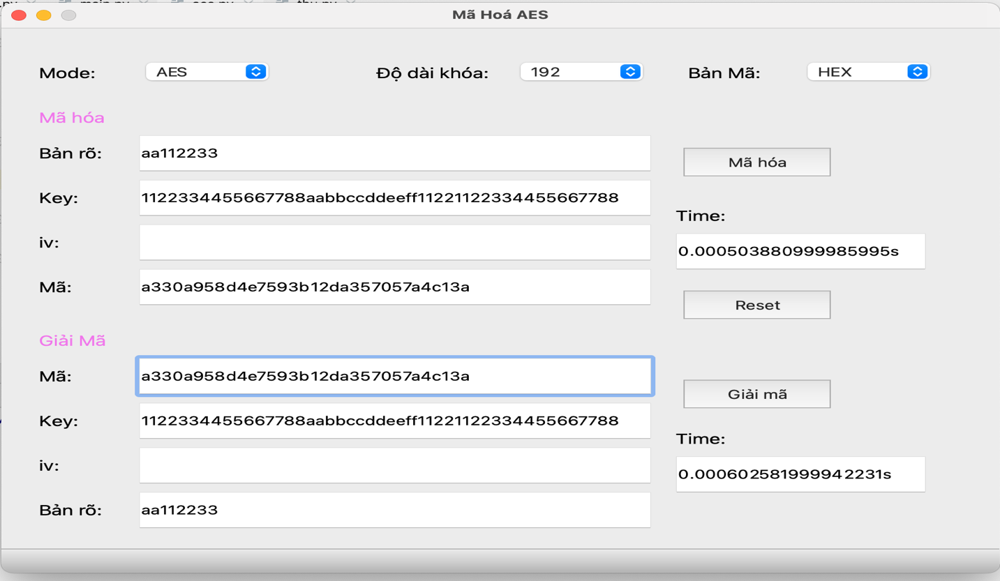 Mã Hoá AES
Mode: AES Độ dài khóa: 192 Bản Mã: HEX
Mã hóa
Bản rõ: aa112233
Mã hóa
Key: 1122334455667788aabbccddeeff11221122334455667788
Time:
iv:
0.000503880999985995s
Mã: a330a958d4e7593b12da357057a4c13a
Reset
Giải Mã
Mã: a330a958d4e7593b12da357057a4c13a
Giải mã
Key: 1122334455667788aabbccddeeff11221122334455667788
Time:
iv:
0.000602581999942231s
Bản rõ: aa112233